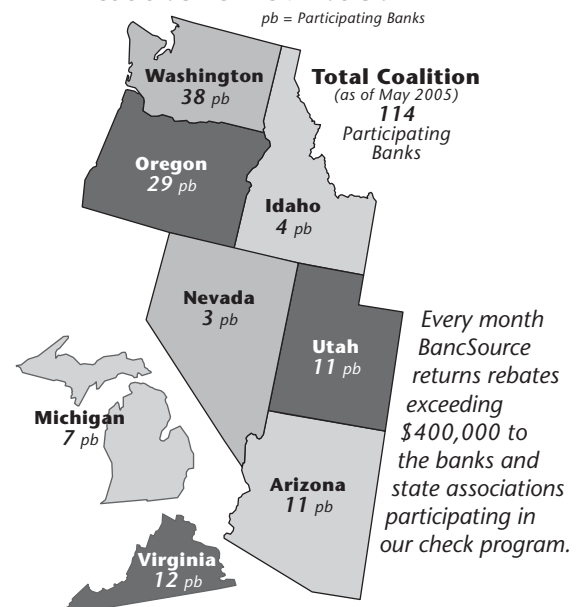 pb = Participating Banks
Washington
38 pb
Total Coalition
(as of May 2005)
114
Participating
Banks
Oregon
29 pb
Idaho
4 pb
Nevada
3 pb
Utah
11 pb
Every month
BancSource
returns rebates
exceeding
$400,000 to
the banks and
state associations
participating in
our check program.
Michigan
7 pb
Arizona
11 pb
Virginia
12 pb